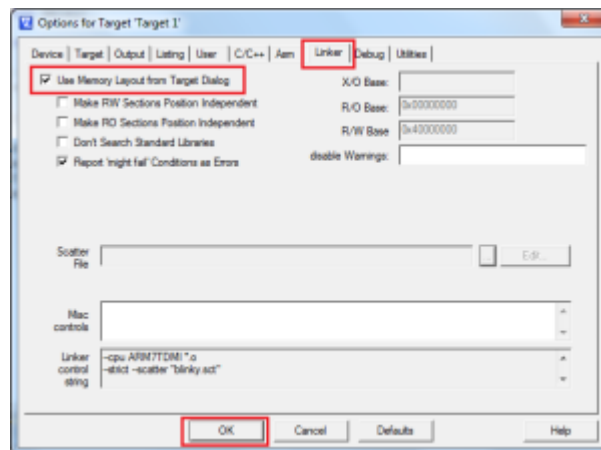 Options for Target 'Target 1'
Device Target Output Listing User C/C++ Asm Linker Debug Utilities
Use Memory Layout from Target Dialog
X/O Base:
Make RW Sections Position Independent
R/O Base: 0x00000000
Make RO Sections Position Independent
R/W Base 0x40000000
Don't Search Standard Libraries
disable Warnings:
Report 'might fail' Conditions as Errors
Scatter
File
Edit...
Misc
controls
Linker
control
string
--cpu ARM7TDMI *.o
--strict --scatter "blinky.sct"
OK Cancel Defaults Help